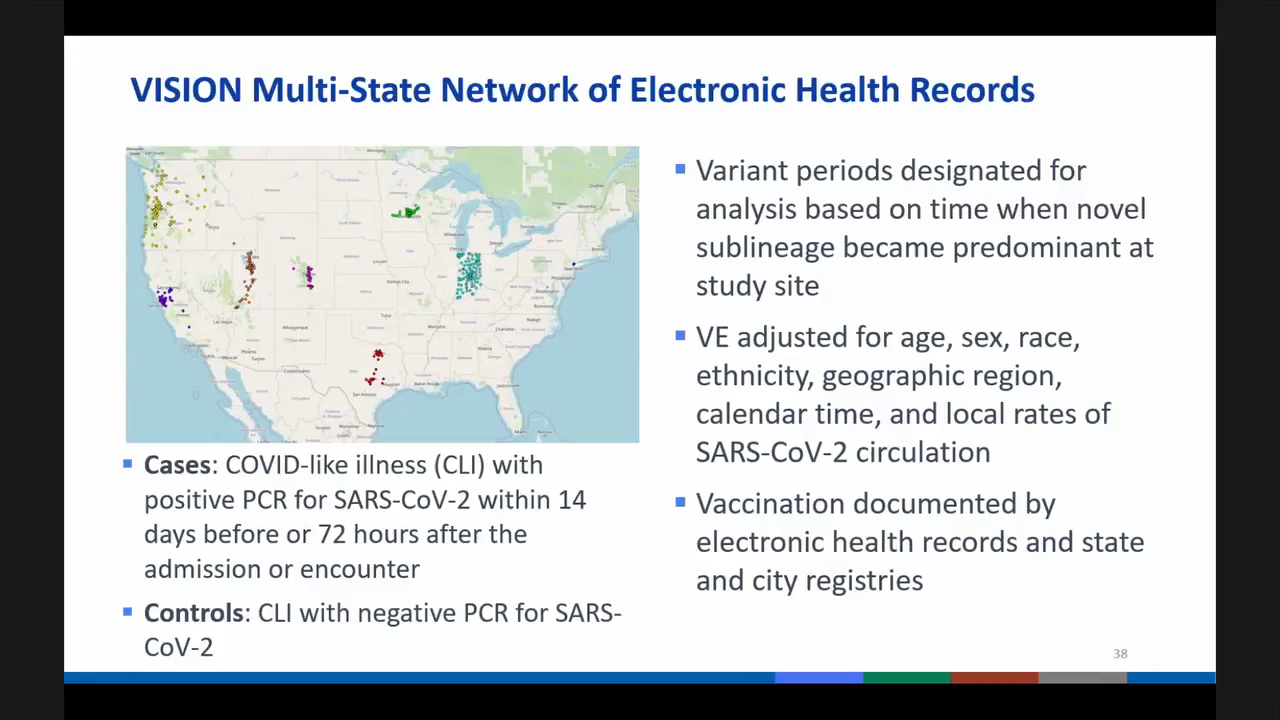 VISION Multi-State Network of Electronic Health Records
Cases: COVID-like illness (CLI) with
positive PCR for SARS-CoV-2 within 14
days before or 72 hours after the
admission or encounter
Controls: CLI with negative PCR for SARS-
CoV-2
Variant periods designated for
analysis based on time when novel
sublineage became predominant at
study site
VE adjusted for age, sex, race,
ethnicity, geographic region,
calendar time, and local rates of
SARS-CoV-2 circulation
Vaccination documented by
electronic health records and state
and city registries
38